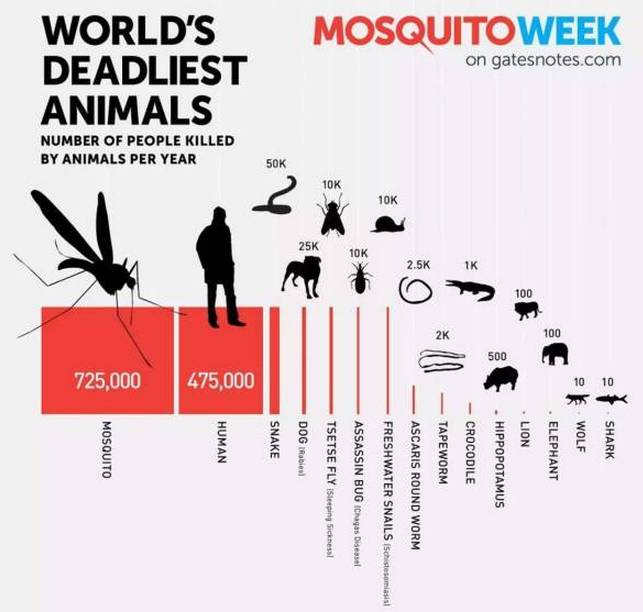 WORLD'S
DEADLIEST
ANIMALS
NUMBER OF PEOPLE KILLED
BY ANIMALS PER YEAR
MOSQUITOWEEK
on gatesnotes.com
50K
25K
10K
10K
10K
2.5K
2K
1K
500
100
100
10
10
725,000
475,000
MOSQUITO
HUMAN
SNAKE
DOG (Rabies)
TSETSE FLY (Sleeping Sickness)
ASSASSIN BUG (Chagas Disease)
FRESHWATER SNAILS (Schistosomiasis)
ASCARIS ROUND WORM
TAPEWORM
CROCODILE
HIPPOPOTAMUS
LION
ELEPHANT
WOLF
SHARK